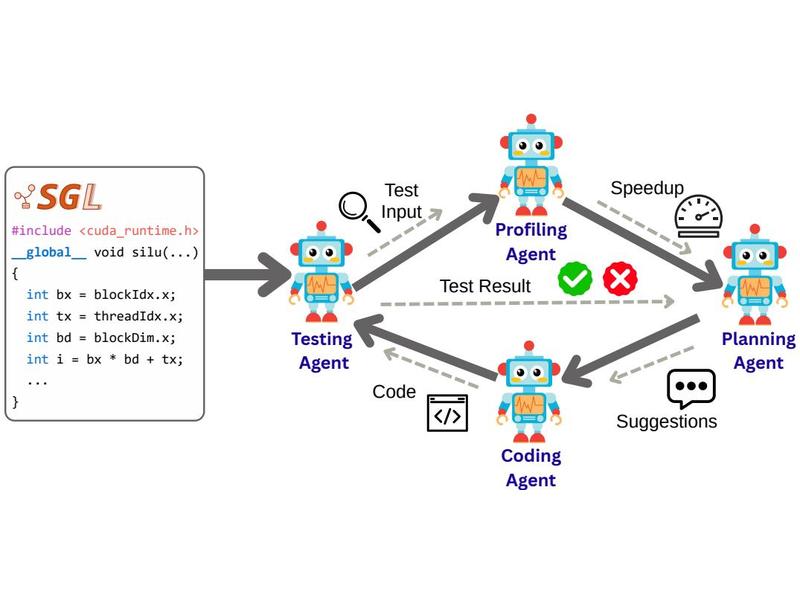 SGL
#include <cuda_runtime.h>
__global__ void silu(...)
{
int bx = blockIdx.x;
int tx = threadIdx.x;
int bd = blockDim.x;
int i = bx * bd + tx;
...
}
Test
Input
Profiling
Agent
Speedup
Test Result
Testing
Agent
Planning
Agent
Code
</>
Coding
Agent
Suggestions